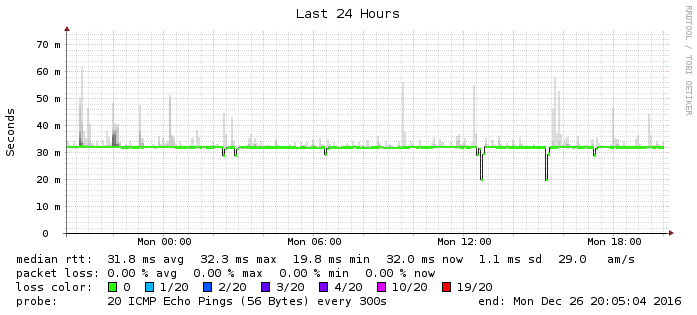 Last 24 Hours
RRDTOOL / TOBI OETIKER
Seconds
70 m
60 m
50 m
40 m
30 m
20 m
10 m
0
Mon 00:00 Mon 06:00 Mon 12:00 Mon 18:00
median rtt: 31.8 ms avg 32.3 ms max 19.8 ms min 32.0 ms now 1.1 ms sd 29.0 am/s
packet loss: 0.00 % avg 0.00 % max 0.00 % min 0.00 % now
loss color: 0 1/20 2/20 3/20 4/20 10/20 19/20
probe: 20 ICMP Echo Pings (56 Bytes) every 300s end: Mon Dec 26 20:05:04 2016